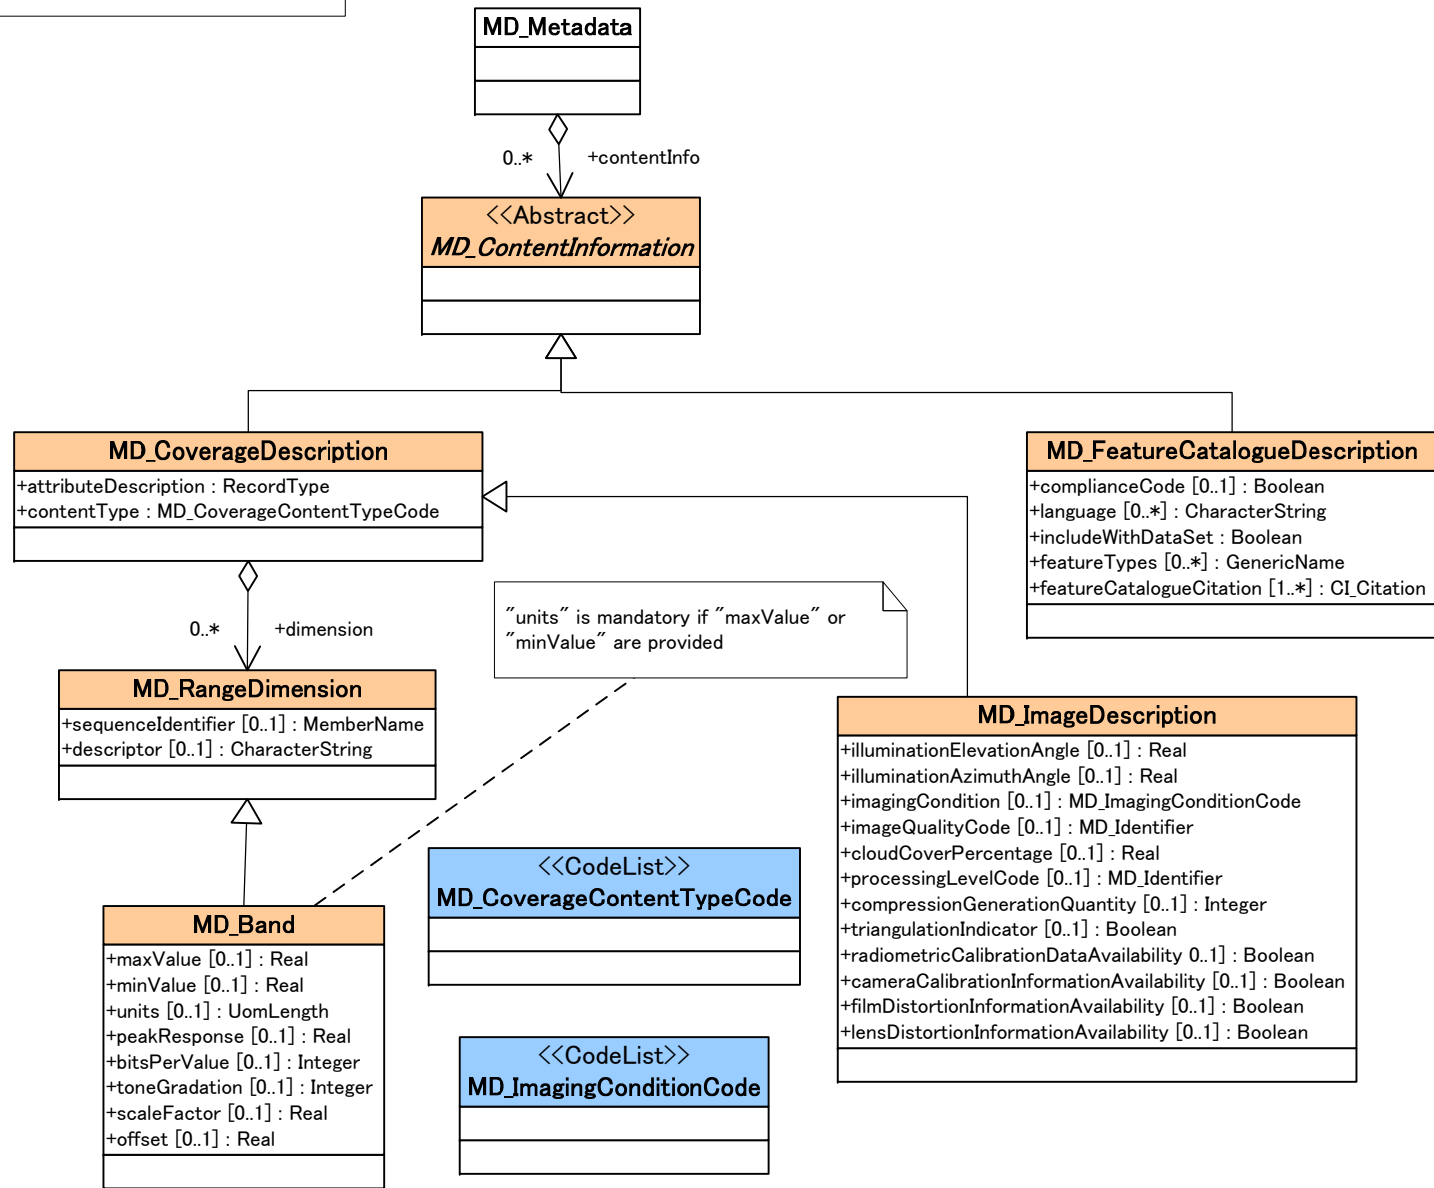 MD_Metadata
0..* +contentInfo
<<Abstract>>
MD_ContentInformation
MD_CoverageDescription
+attributeDescription : RecordType
+contentType : MD_CoverageContentTypeCode
MD_FeatureCatalogueDescription
+complianceCode [0..1] : Boolean
+language [0..*] : CharacterString
+includeWithDataSet : Boolean
+featureTypes [0..*] : GenericName
+featureCatalogueCitation [1..*] : CI_Citation
0..* +dimension
"units" is mandatory if "maxValue" or
"minValue" are provided
MD_RangeDimension
+sequenceIdentifier [0..1] : MemberName
+descriptor [0..1] : CharacterString
MD_ImageDescription
+illuminationElevationAngle [0..1] : Real
+illuminationAzimuthAngle [0..1] : Real
+imagingCondition [0..1] : MD_ImagingConditionCode
+imageQualityCode [0..1] : MD_Identifier
+cloudCoverPercentage [0..1] : Real
+processingLevelCode [0..1] : MD_Identifier
+compressionGenerationQuantity [0..1] : Integer
+triangulationIndicator [0..1] : Boolean
+radiometricCalibrationDataAvailability 0..1] : Boolean
+cameraCalibrationInformationAvailability [0..1] : Boolean
+filmDistortionInformationAvailability [0..1] : Boolean
+lensDistortionInformationAvailability [0..1] : Boolean
<<CodeList>>
MD_CoverageContentTypeCode
MD_Band
+maxValue [0..1] : Real
+minValue [0..1] : Real
+units [0..1] : UomLength
+peakResponse [0..1] : Real
+bitsPerValue [0..1] : Integer
+toneGradation [0..1] : Integer
+scaleFactor [0..1] : Real
+offset [0..1] : Real
<<CodeList>>
MD_ImagingConditionCode